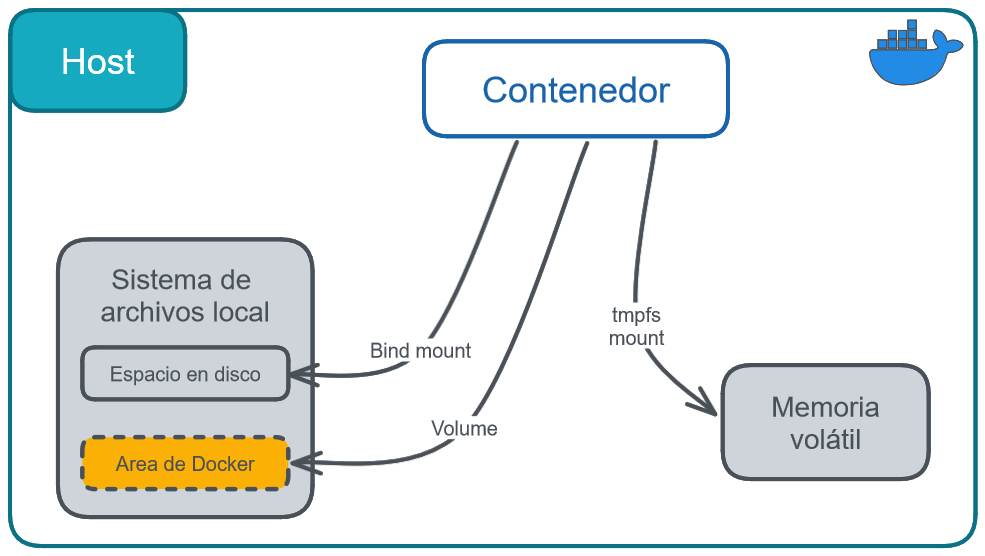 Host
Contenedor
Sistema de
archivos local
Espacio en disco
Area de Docker
Bind mount
Volume
tmpfs
mount
Memoria
volátil